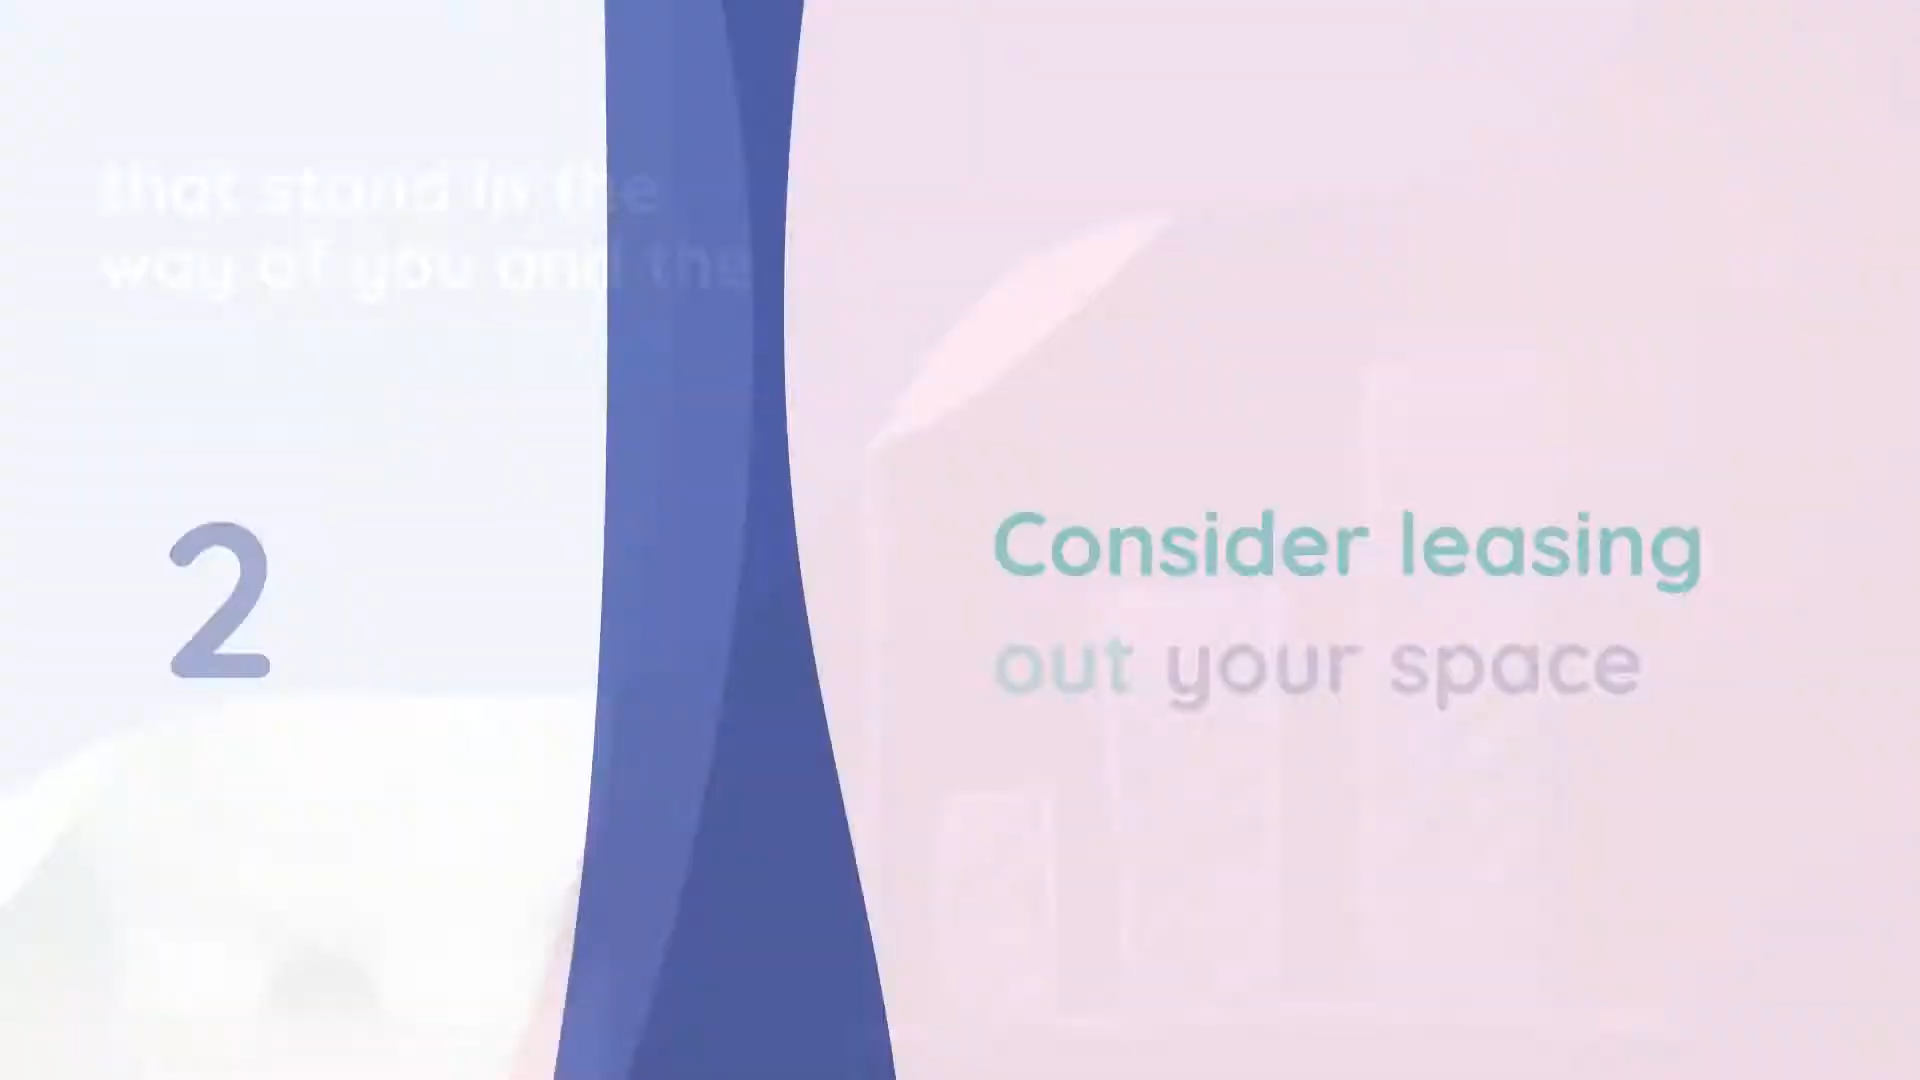 that stand in the
way of you and the
2
Consider leasing
out your space